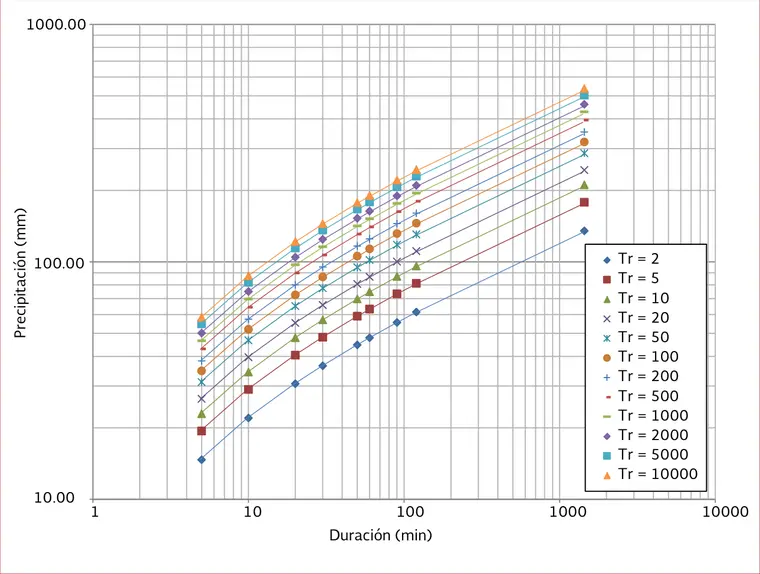 1000.00
100.00
10.00
Precipitación (mm)
1
10
100
1000
10000
Duración (min)
Tr = 2
Tr = 5
Tr = 10
Tr = 20
Tr = 50
Tr = 100
Tr = 200
Tr = 500
Tr = 1000
Tr = 2000
Tr = 5000
Tr = 10000